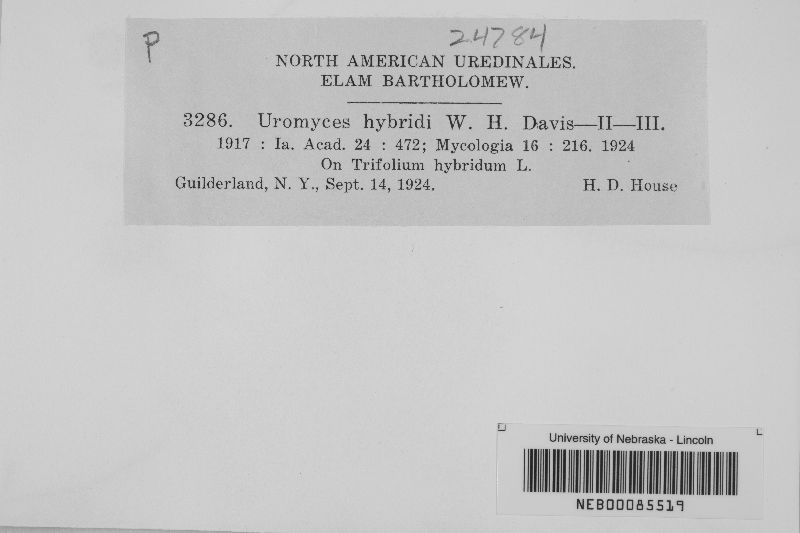 P 24784
NORTH AMERICAN UREDINALES.
ELAM BARTHOLOMEW.
3286. Uromyces hybridi W. H. Davis—II—III.
1917 : Ia. Acad. 24 : 472; Mycologia 16 : 216. 1924
On Trifolium hybridum L.
Guilderland, N. Y., Sept. 14, 1924. H. D. House
University of Nebraska - Lincoln
NEB00085519